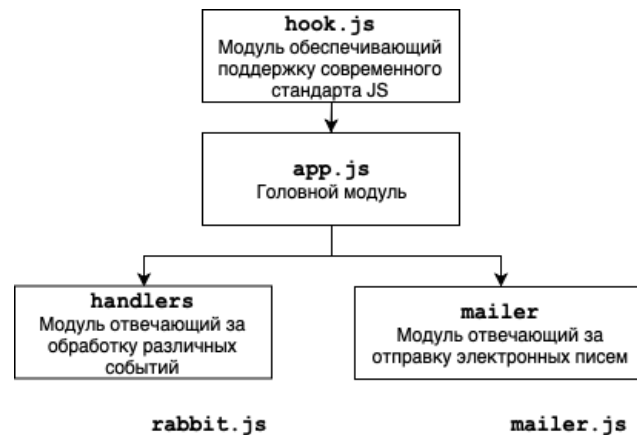 hook.js
Модуль обеспечивающий
поддержку современного
стандарта JS
app.js
Головной модуль
handlers
Модуль отвечающий за
обработку различных
событий
mailer
Модуль отвечающий за
отправку электронных писем
rabbit.js
mailer.js